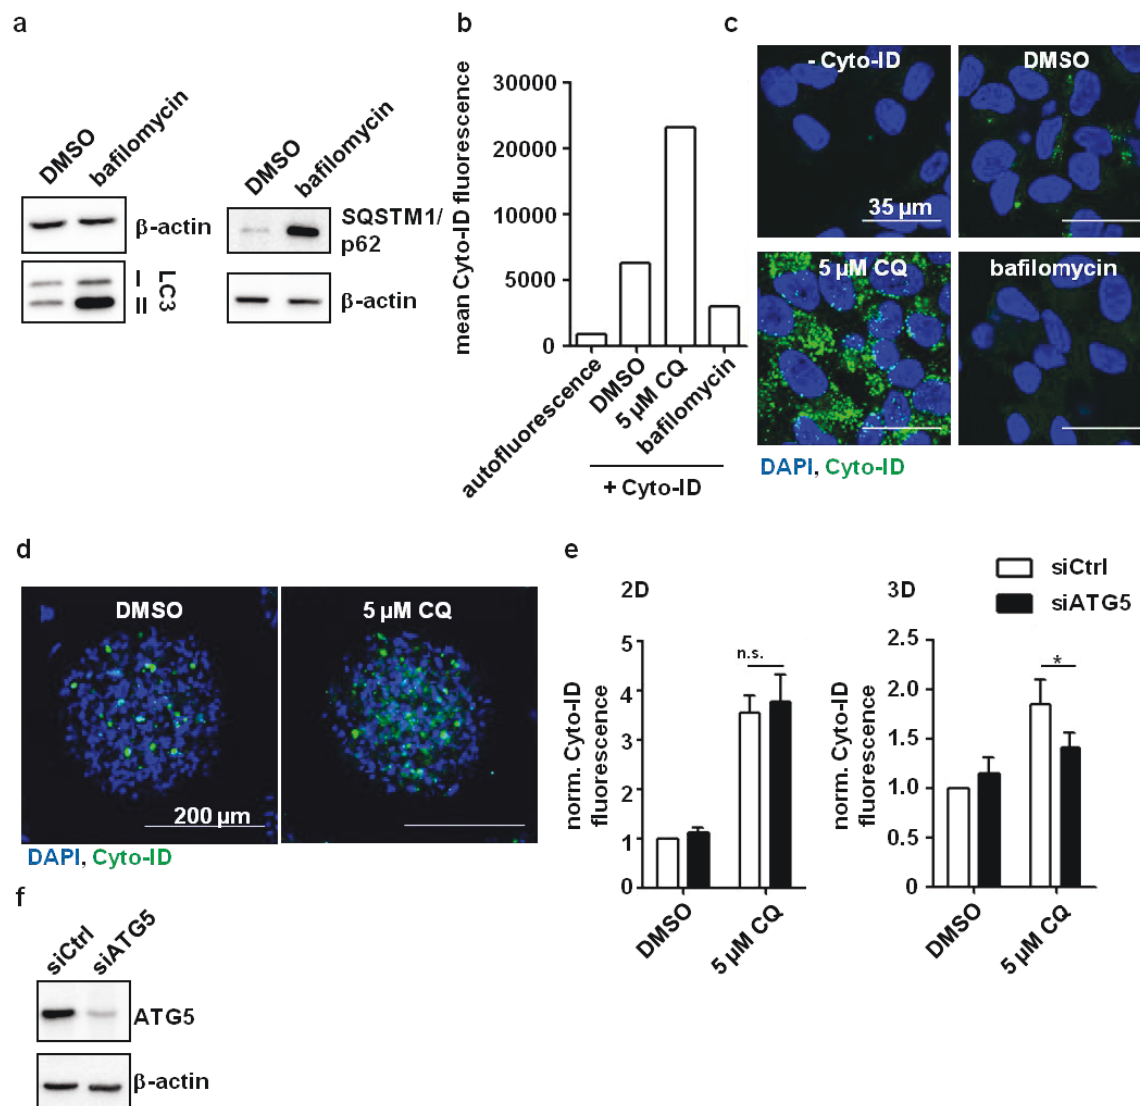 a
DMSO
bafilomycin
β-actin
I
II
LC3
DMSO
bafilomycin
SQSTM1/
p62
β-actin
b
mean Cyto-ID fluorescence
30000
20000
10000
5000
0
autofluorescence
DMSO
5 µM CQ
bafilomycin
+ Cyto-ID
c
- Cyto-ID
DMSO
35 µm
5 µM CQ
bafilomycin
DAPI, Cyto-ID
d
DMSO
5 µM CQ
200 µm
DAPI, Cyto-ID
e
siCtrl
siATG5
2D
norm. Cyto-ID
fluorescence
5
4
3
2
1
0
n.s.
DMSO
5 µM CQ
3D
norm. Cyto-ID
fluorescence
2.5
2.0
1.5
1.0
0.5
0
*
DMSO
5 µM CQ
f
siCtrl
siATG5
ATG5
β-actin